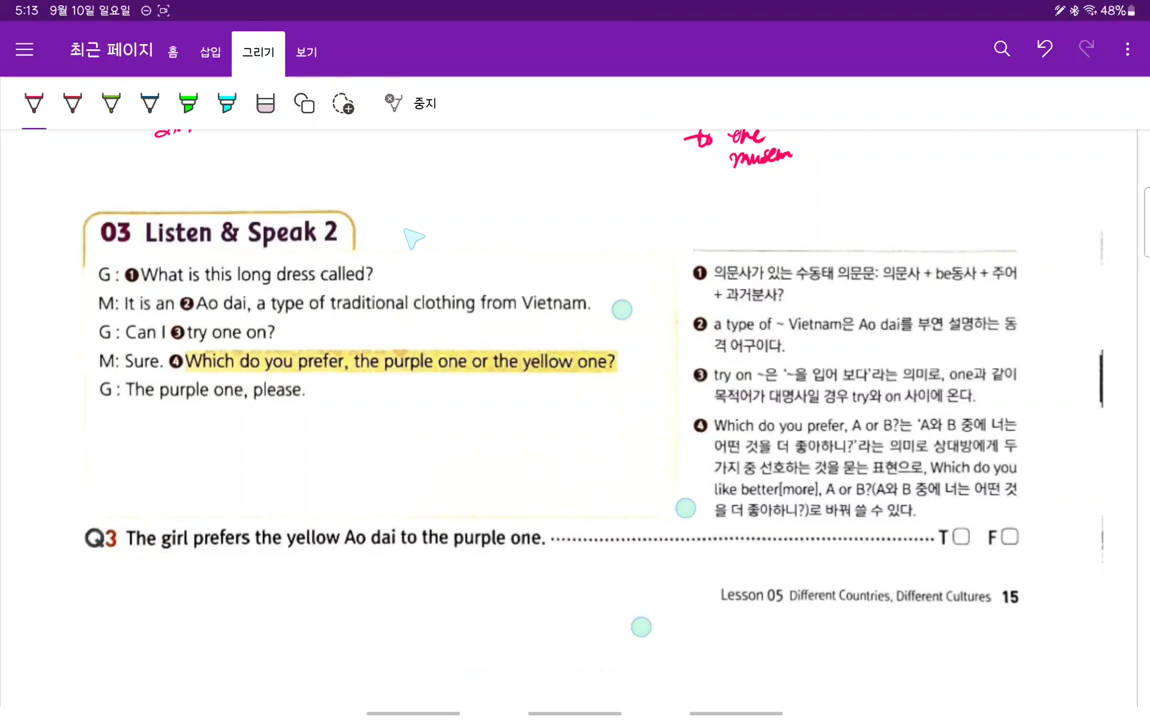 5:13 9월 10일 일요일 48%
최근 페이지 홈 삽입 그리기 보기
중지
to the
musem
03 Listen & Speak 2
G : ❶What is this long dress called?
M: It is an ❷Ao dai, a type of traditional clothing from Vietnam.
G : Can I ❸try one on?
M: Sure. ❹Which do you prefer, the purple one or the yellow one?
G : The purple one, please.
❶ 의문사가 있는 수동태 의문문: 의문사 + be동사 + 주어
+ 과거분사?
❷ a type of ~ Vietnam은 Ao dai를 부연 설명하는 동
격 어구이다.
❸ try on ~은 ‘~을 입어 보다’라는 의미로, one과 같이
목적어가 대명사일 경우 try와 on 사이에 온다.
❹ Which do you prefer, A or B?는 ‘A와 B 중에 너는
어떤 것을 더 좋아하니?’라는 의미로 상대방에게 두
가지 중 선호하는 것을 묻는 표현으로, Which do you
like better[more], A or B?(A와 B 중에 너는 어떤 것
을 더 좋아하니?)로 바꿔 쓸 수 있다.
Q3 The girl prefers the yellow Ao dai to the purple one. T F
Lesson 05 Different Countries, Different Cultures 15